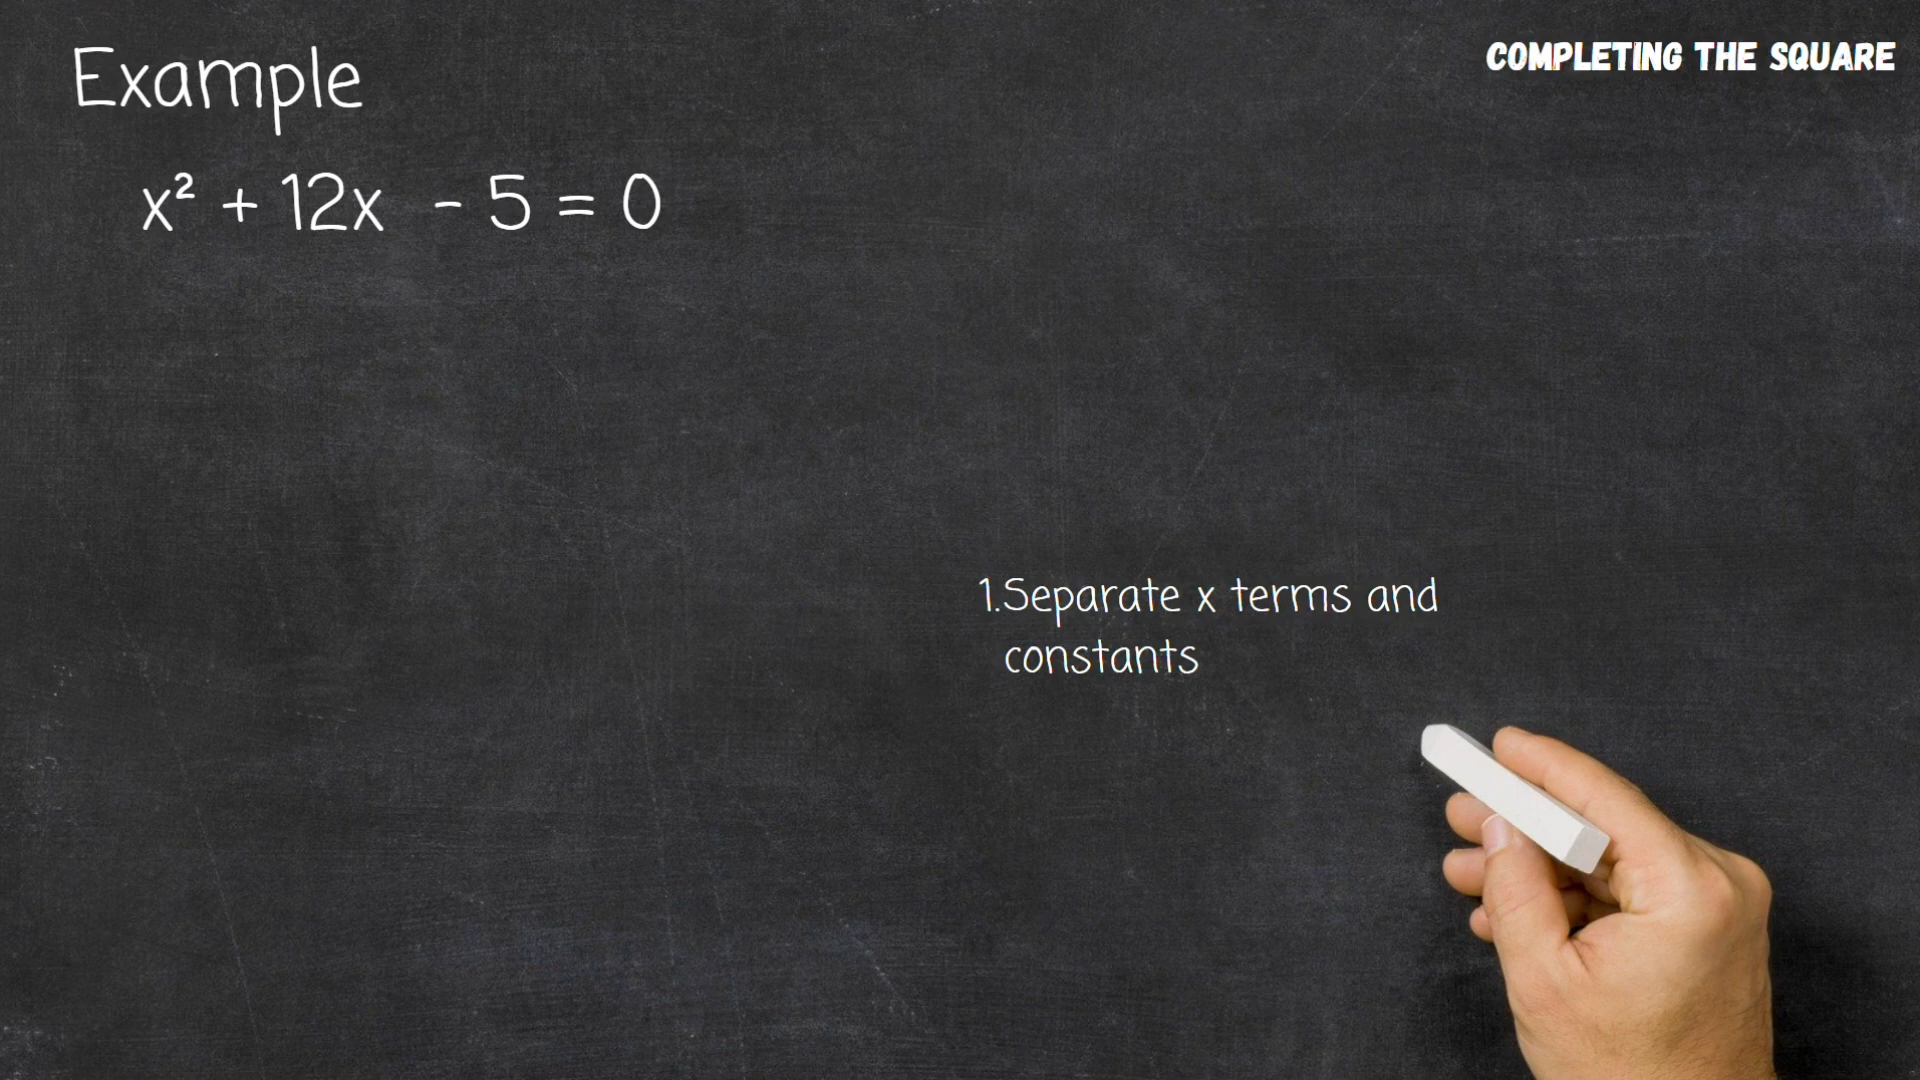 Example
COMPLETING THE SQUARE
x² + 12x - 5 = 0
1.Separate x terms and
constants